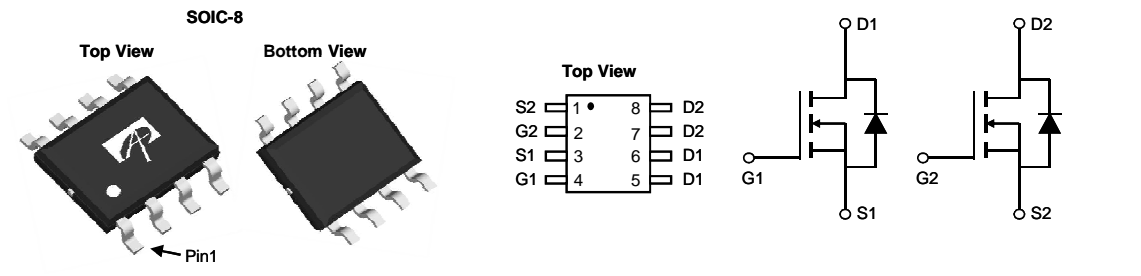 SOIC-8
Top View
Bottom View
Pin1
Top View
S2 1 8 D2
G2 2 7 D2
S1 3 6 D1
G1 4 5 D1
D1
G1
S1
D2
G2
S2